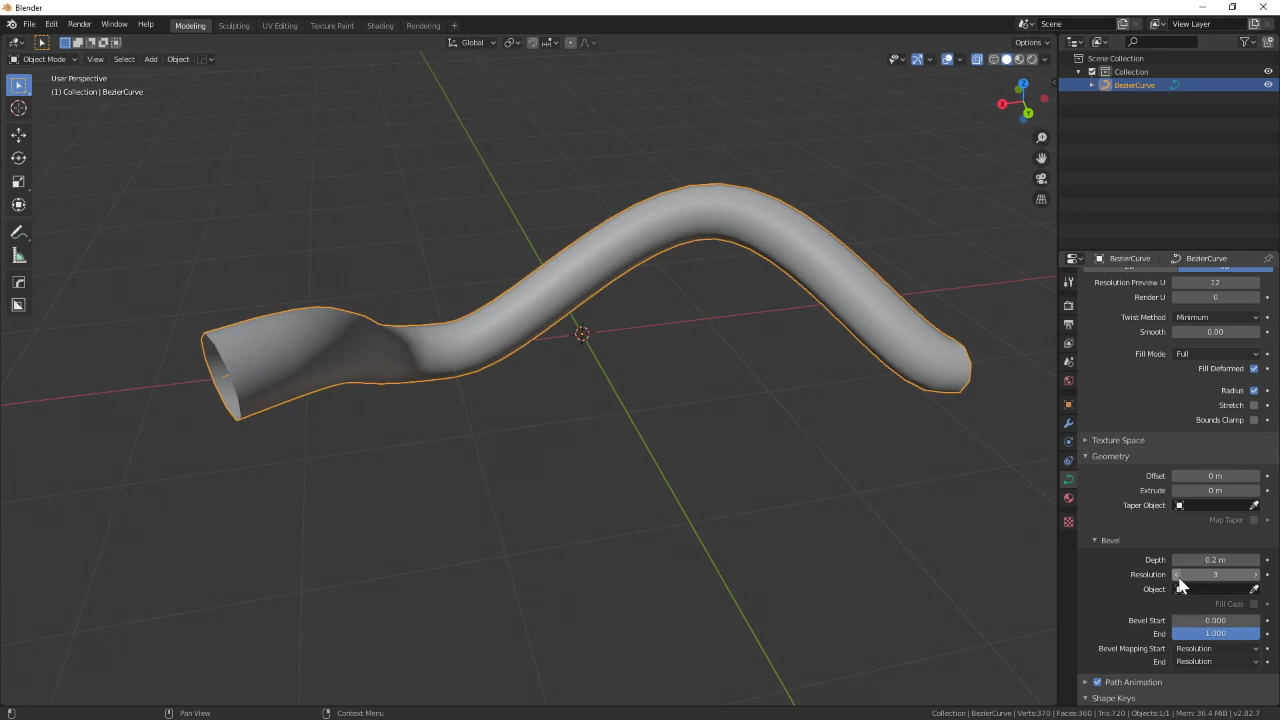 Blender
File Edit Render Window Help
Modeling Sculpting UV Editing Texture Paint Shading Rendering +
Scene
View Layer
Global
Options
Object Mode View Select Add Object
User Perspective
(1) Collection | BezierCurve
Z
X
Y
Scene Collection
Collection
BezierCurve
BezierCurve > BezierCurve
Resolution Preview U 12
Render U 0
Twist Method Minimum
Smooth 0.00
Fill Mode Full
Fill Deformed
Radius
Stretch
Bounds Clamp
Texture Space
Geometry
Offset 0 m
Extrude 0 m
Taper Object
Map Taper
Bevel
Depth 0.2 m
Resolution 3
Object
Fill Caps
Bevel Start 0.000
End 1.000
Bevel Mapping Start Resolution
End Resolution
Path Animation
Shape Keys
Pan View
Context Menu
Collection | BezierCurve | Verts:370 | Faces:360 | Tris:720 | Objects:1/1 | Mem: 36.4 MiB | v2.82.7